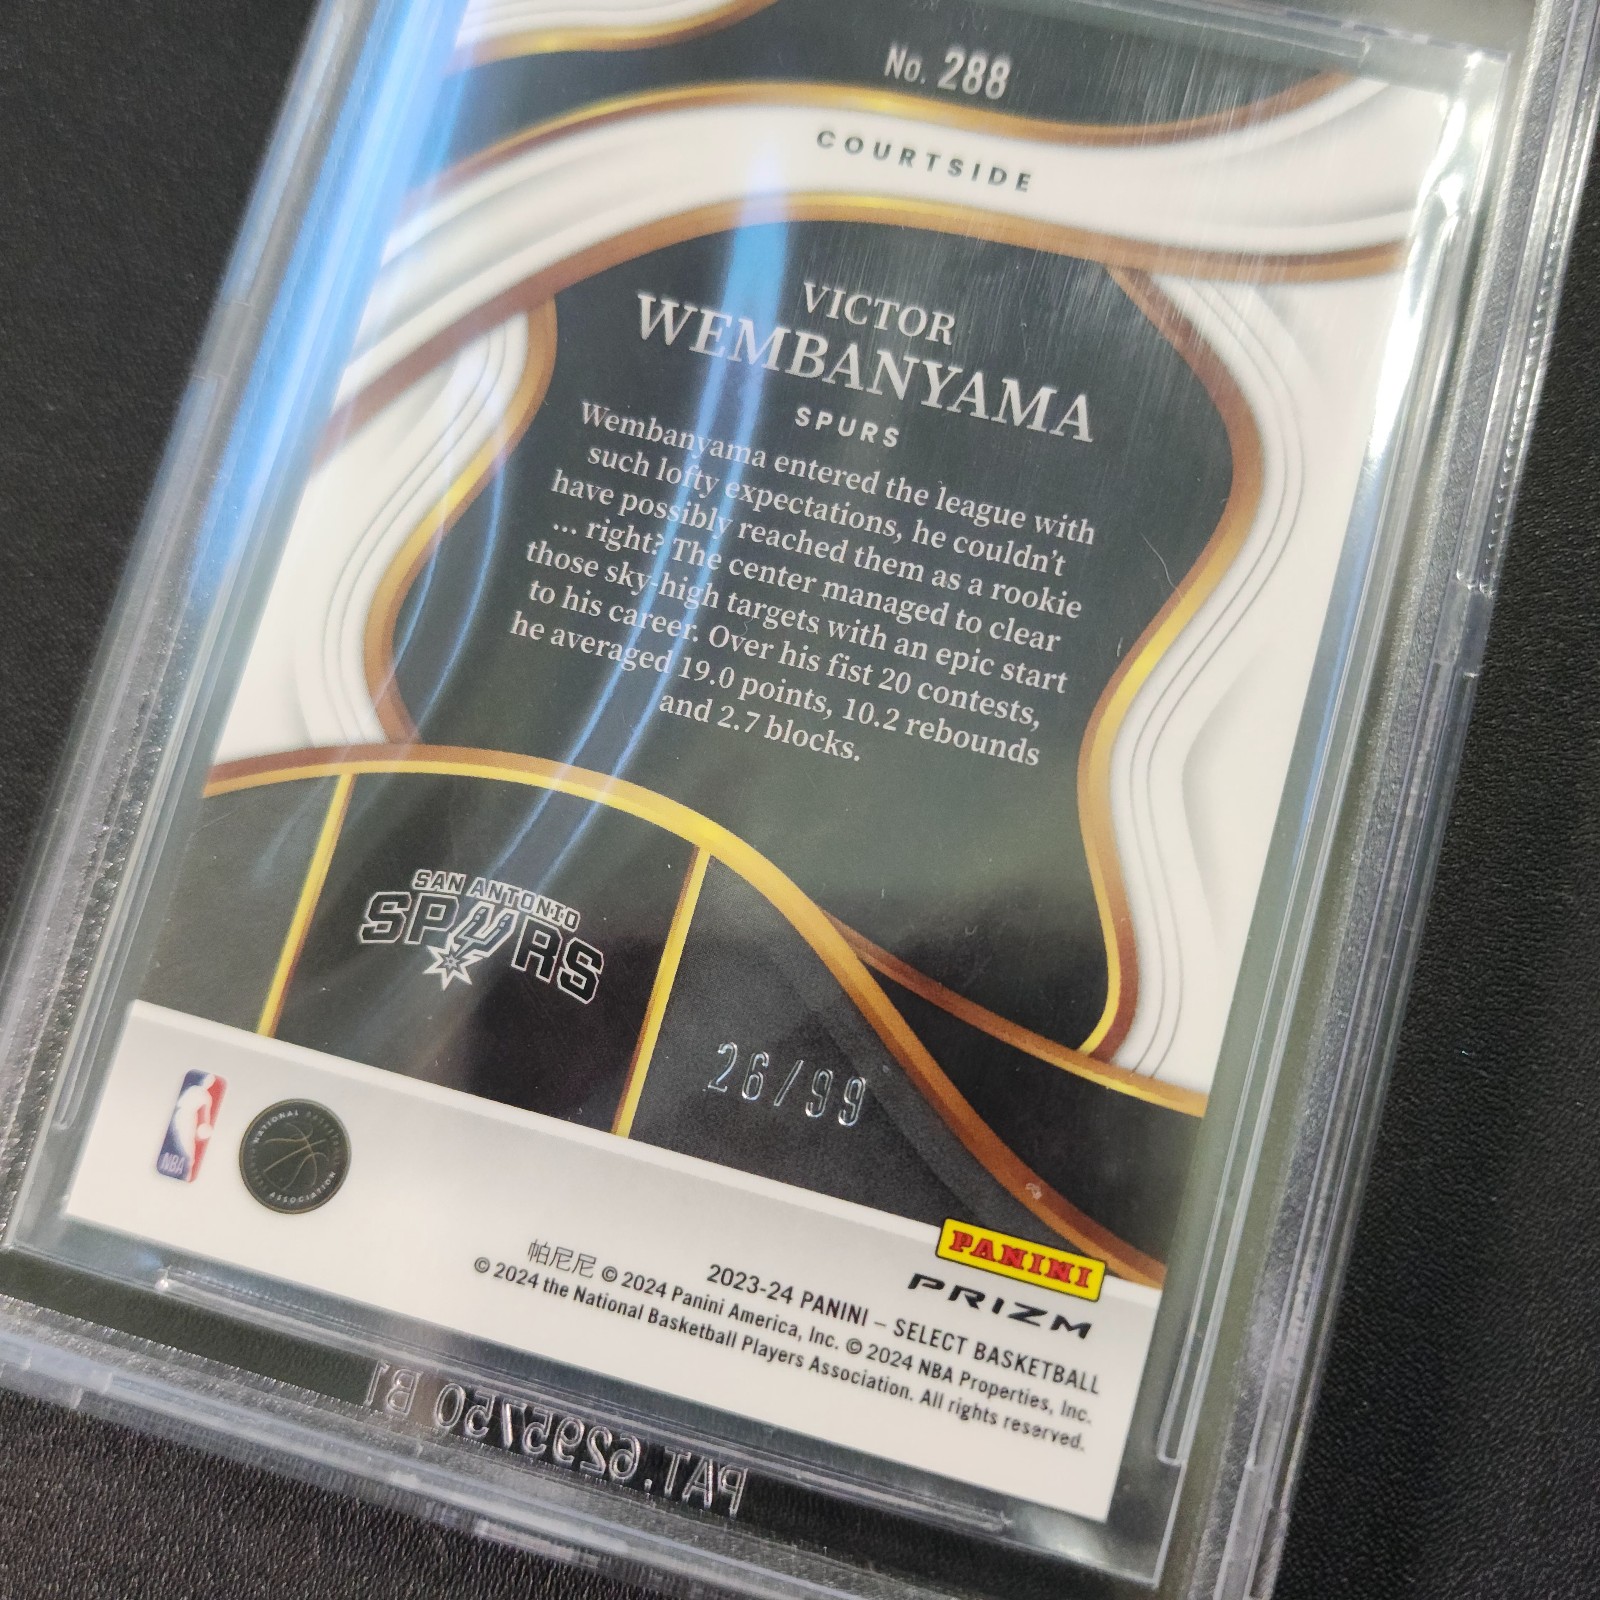 No. 288
COURTSIDE
VICTOR
WEMBANYAMA
SPURS
Wembanyama entered the league with
such lofty expectations, he couldn't
have possibly reached them as a rookie
... right? The center managed to clear
those sky-high targets with an epic start
to his career. Over his fist 20 contests,
he averaged 19.0 points, 10.2 rebounds
and 2.7 blocks.
SAN ANTONIO
SPURS
26/99
NBA
NATIONAL BASKETBALL ASSOCIATION
PANINI
PRIZM
2023-24 PANINI – SELECT BASKETBALL
帕尼尼 © 2024 Panini America, Inc. © 2024 NBA Properties, Inc.
© 2024 the National Basketball Players Association. All rights reserved.
PAT. 6295750 B1